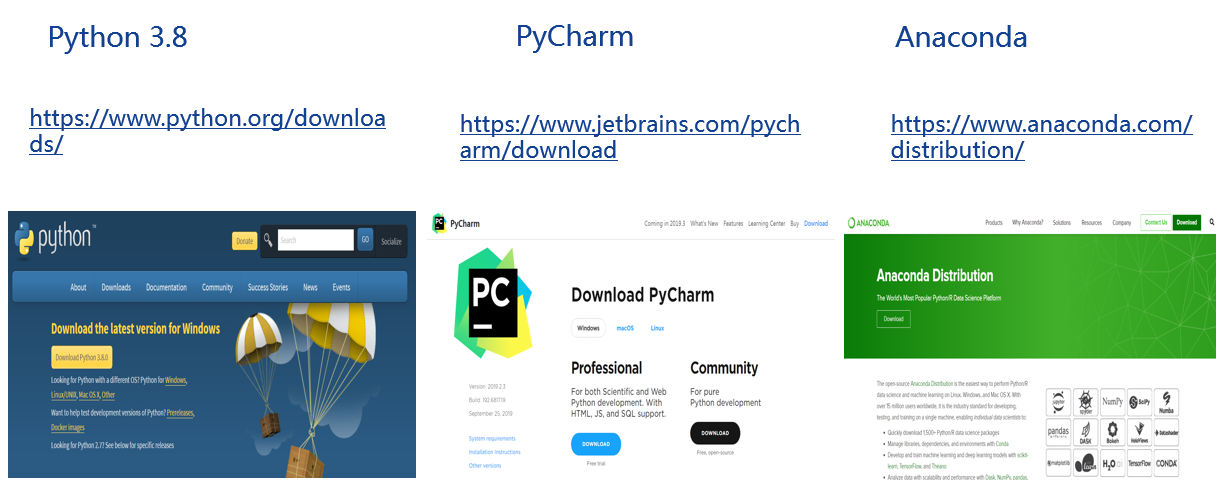 Python 3.8
https://www.python.org/downloa
ds/
python™
Donate
Search
GO
Socialize
About Downloads Documentation Community Success Stories News Events
Download the latest version for Windows
Download Python 3.8.0
Looking for Python with a different OS? Python for Windows,
Linux/UNIX, Mac OS X, Other
Want to help test development versions of Python? Prereleases,
Docker images
Looking for Python 2.7? See below for specific releases
PyCharm
https://www.jetbrains.com/pych
arm/download
PC PyCharm
Coming in 2019.3 What's New Features Learning Center Buy Download
PC
Download PyCharm
Windows macOS Linux
Version: 2019.2.3
Build: 192.6817.19
September 25, 2019
System requirements
Installation Instructions
Other versions
Professional
For both Scientific and Web
Python development. With
HTML, JS, and SQL support.
DOWNLOAD
Free trial
Community
For pure
Python development
DOWNLOAD
Free, open-source
Anaconda
https://www.anaconda.com/
distribution/
ANACONDA
Products Why Anaconda? Solutions Resources Company Contact Us Download
Anaconda Distribution
The World's Most Popular Python/R Data Science Platform
Download
The open-source Anaconda Distribution is the easiest way to perform Python/R
data science and machine learning on Linux, Windows, and Mac OS X. With
over 15 million users worldwide, it is the industry standard for developing,
testing, and training on a single machine, enabling individual data scientists to:
• Quickly download 1,500+ Python/R data science packages
• Manage libraries, dependencies, and environments with Conda
• Develop and train machine learning and deep learning models with scikit-
learn, TensorFlow, and Theano
• Analyze data with scalability and performance with Dask, NumPy, pandas,
jupyter spyder NumPy SciPy Numba
pandas DASK Bokeh HoloViews Datashader
matplotlib learn H2O.ai TensorFlow CONDA